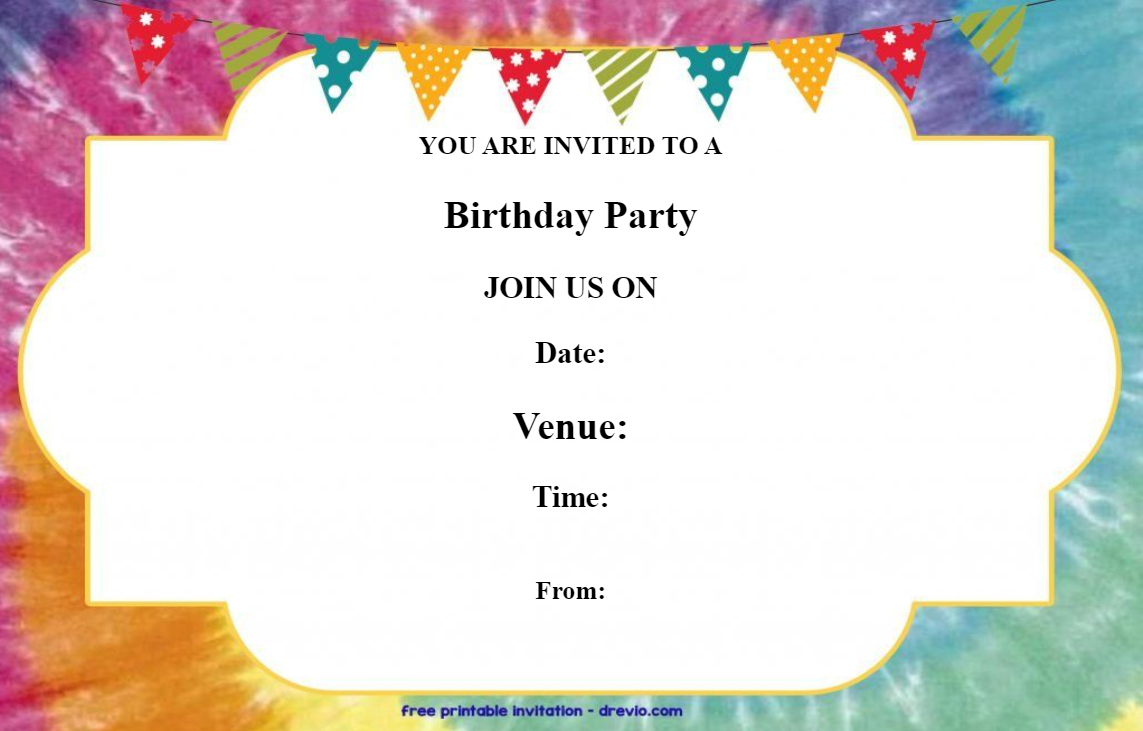 YOU ARE INVITED TO A
Birthday Party
JOIN US ON
Date:
Venue:
Time:
From:
free printable invitation - drevio.com